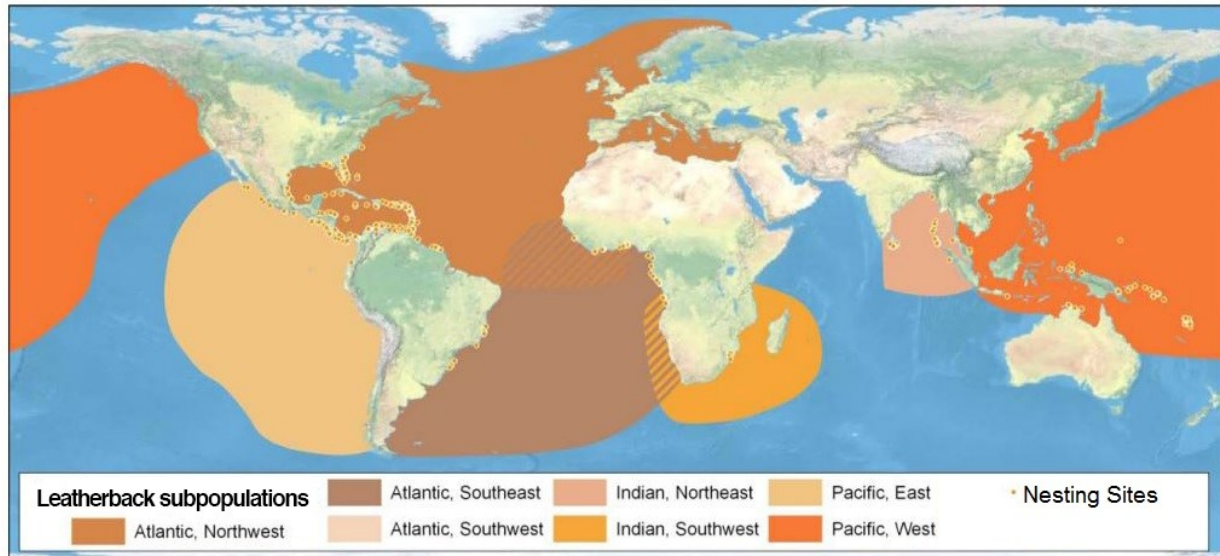 Leatherback subpopulations
Atlantic, Northwest
Atlantic, Southeast
Atlantic, Southwest
Indian, Northeast
Indian, Southwest
Pacific, East
Pacific, West
Nesting Sites